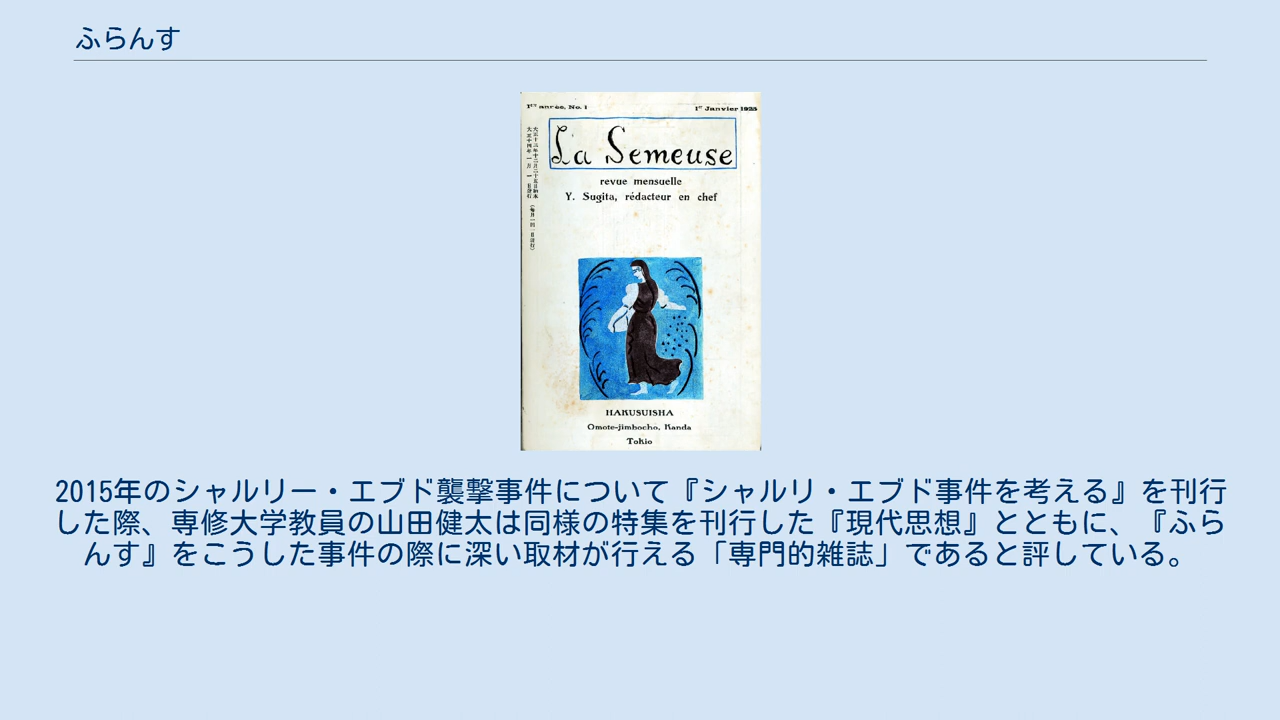 ふらんす
1re année, No. 1
1er Janvier 1925
La Semeuse
revue mensuelle
Y. Sugita, rédacteur en chef
HAKUSUISHA
Omote-jimbocho, Kanda
Tokio
2015年のシャルリー・エブド襲撃事件について『シャルリ・エブド事件を考える』を刊行
した際、専修大学教員の山田健太は同様の特集を刊行した『現代思想』とともに、『ふら
んす』をこうした事件の際に深い取材が行える「専門的雑誌」であると評している。